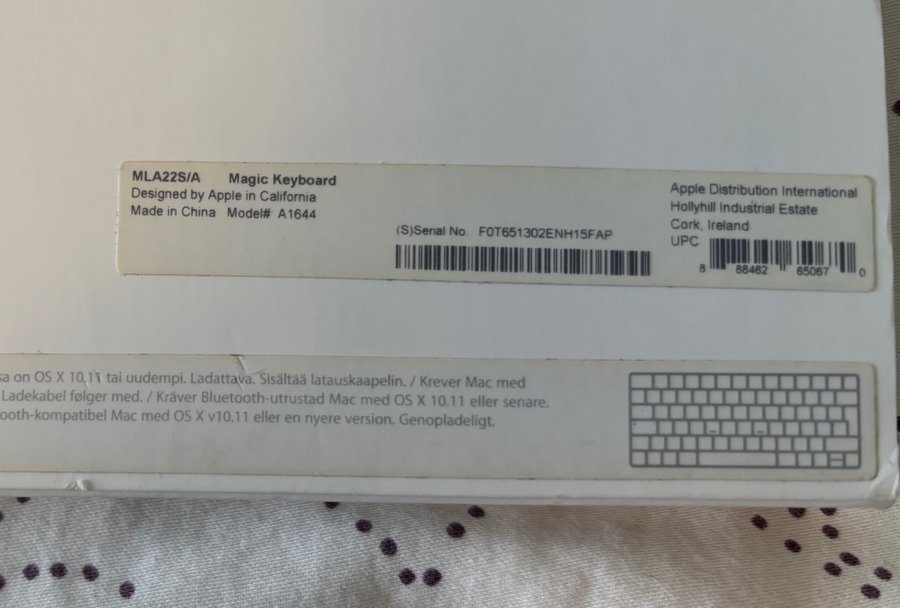 MLA22S/A Magic Keyboard
Designed by Apple in California
Made in China Model# A1644
(S)Serial No. F0T651302ENH15FAP
Apple Distribution International
Hollyhill Industrial Estate
Cork, Ireland
UPC
8 88462 65067 0
sa on OS X 10.11 tai uudempi. Ladattava. Sisältää latauskaapelin. / Krever Mac med
Ladekabel følger med. / Kräver Bluetooth-utrustad Mac med OS X 10.11 eller senare.
ooth-kompatibel Mac med OS X v10.11 eller en nyere version. Genopladeligt.